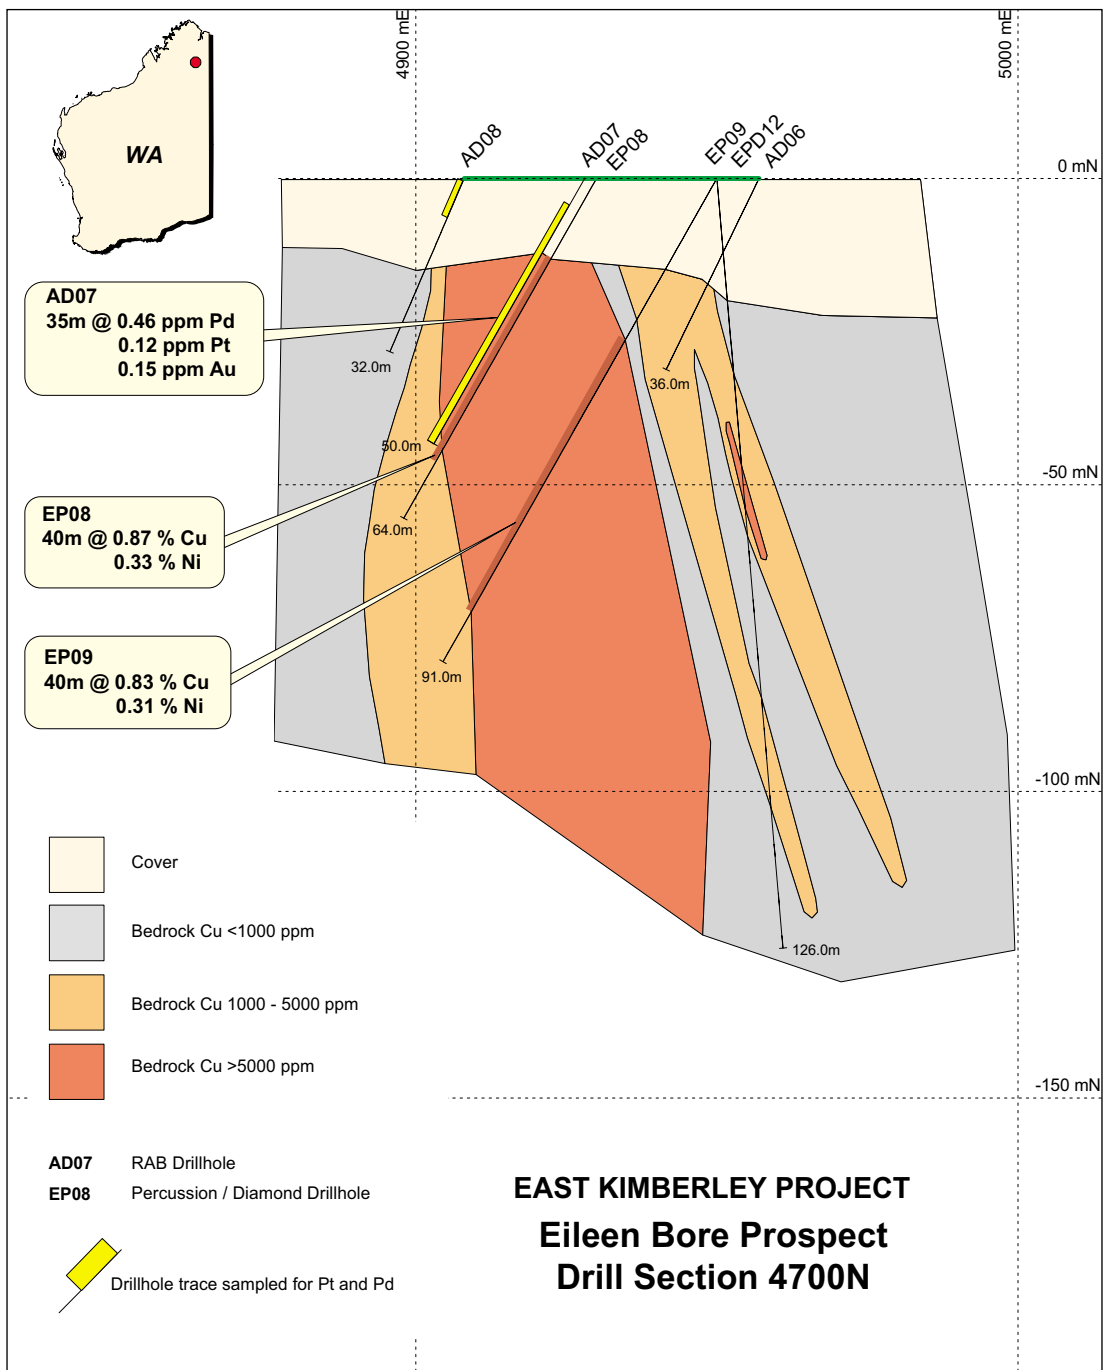 4900 mE
5000 mE
WA
AD08
AD07
EP08
EP09
EPD12
AD06
0 mN
AD07
35m @ 0.46 ppm Pd
0.12 ppm Pt
0.15 ppm Au
32.0m
36.0m
50.0m
-50 mN
EP08
40m @ 0.87 % Cu
0.33 % Ni
64.0m
EP09
40m @ 0.83 % Cu
0.31 % Ni
91.0m
-100 mN
Cover
Bedrock Cu <1000 ppm
126.0m
Bedrock Cu 1000 - 5000 ppm
Bedrock Cu >5000 ppm
-150 mN
AD07 RAB Drillhole
EP08 Percussion / Diamond Drillhole
Drillhole trace sampled for Pt and Pd
EAST KIMBERLEY PROJECT
Eileen Bore Prospect
Drill Section 4700N